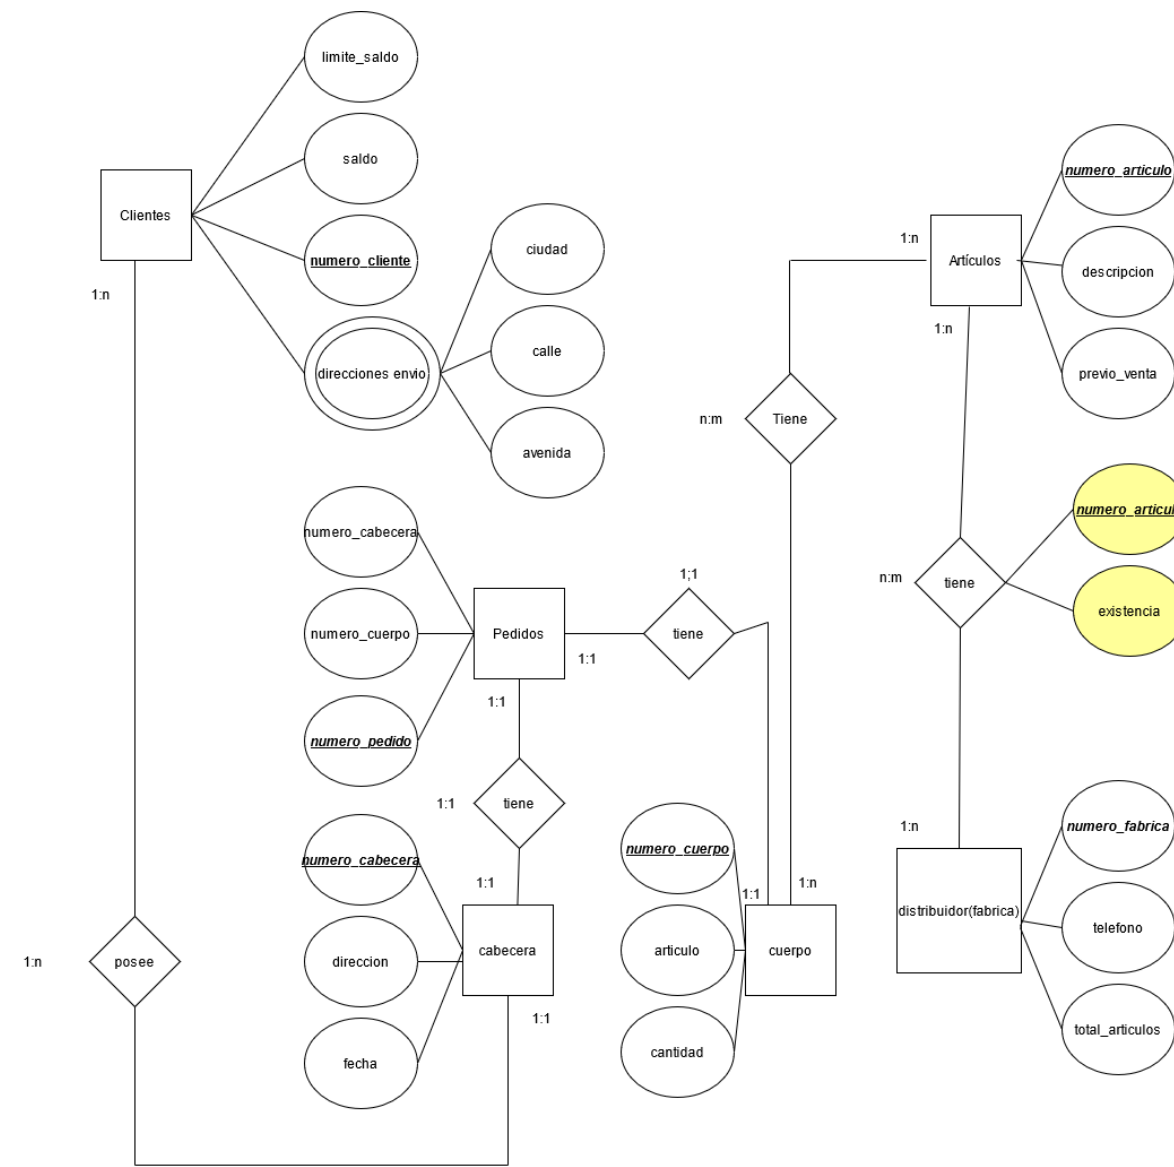 limite_saldo
saldo
Clientes
numero_cliente
direcciones envio
ciudad
calle
avenida
1:n
numero_articulo
1:n
Artículos
descripcion
1:n
previo_venta
n:m
Tiene
numero_articul
n:m
tiene
existencia
numero_cabecera
numero_cuerpo
numero_pedido
Pedidos
1;1
tiene
1:1
1:1
1:1
tiene
numero_cabecera
1:1
direccion
cabecera
fecha
1:1
1:n
posee
numero_cuerpo
1:1
1:n
articulo
cuerpo
cantidad
1:n
numero_fabrica
distribuidor(fabrica)
telefono
total_articulos